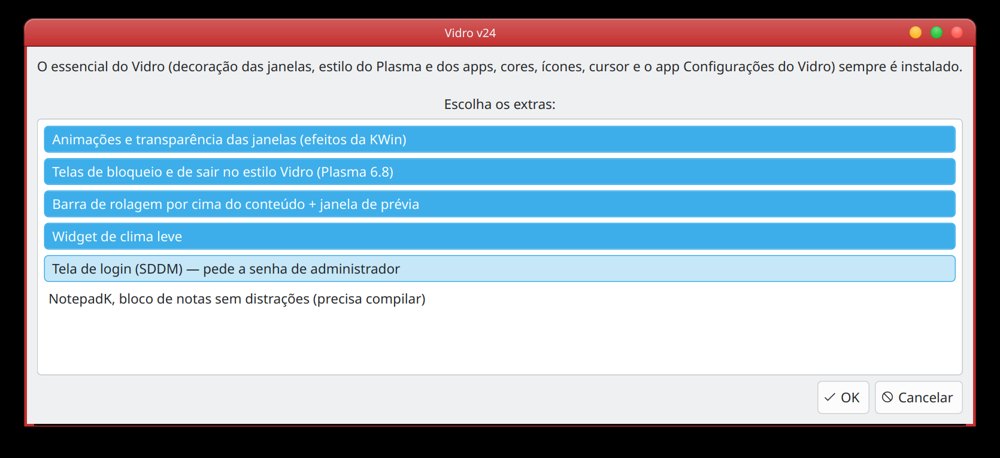 Vidro v24
O essencial do Vidro (decoração das janelas, estilo do Plasma e dos apps, cores, ícones, cursor e o app Configurações do Vidro) sempre é instalado.
Escolha os extras:
Animações e transparência das janelas (efeitos da KWin)
Telas de bloqueio e de sair no estilo Vidro (Plasma 6.8)
Barra de rolagem por cima do conteúdo + janela de prévia
Widget de clima leve
Tela de login (SDDM) — pede a senha de administrador
NotepadK, bloco de notas sem distrações (precisa compilar)
OK Cancelar